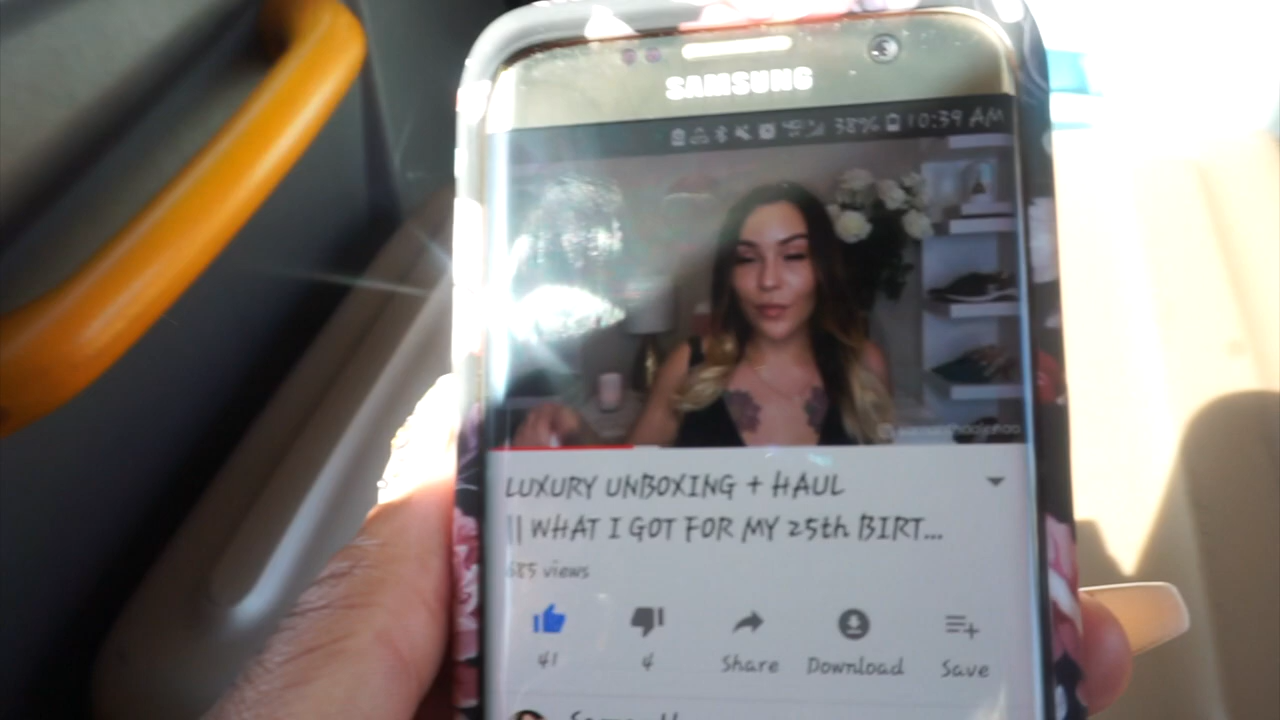 SAMSUNG
38% 10:39 AM
LUXURY UNBOXING + HAUL
|| WHAT I GOT FOR MY 25th BIRT...
685 views
41 4 Share Download Save